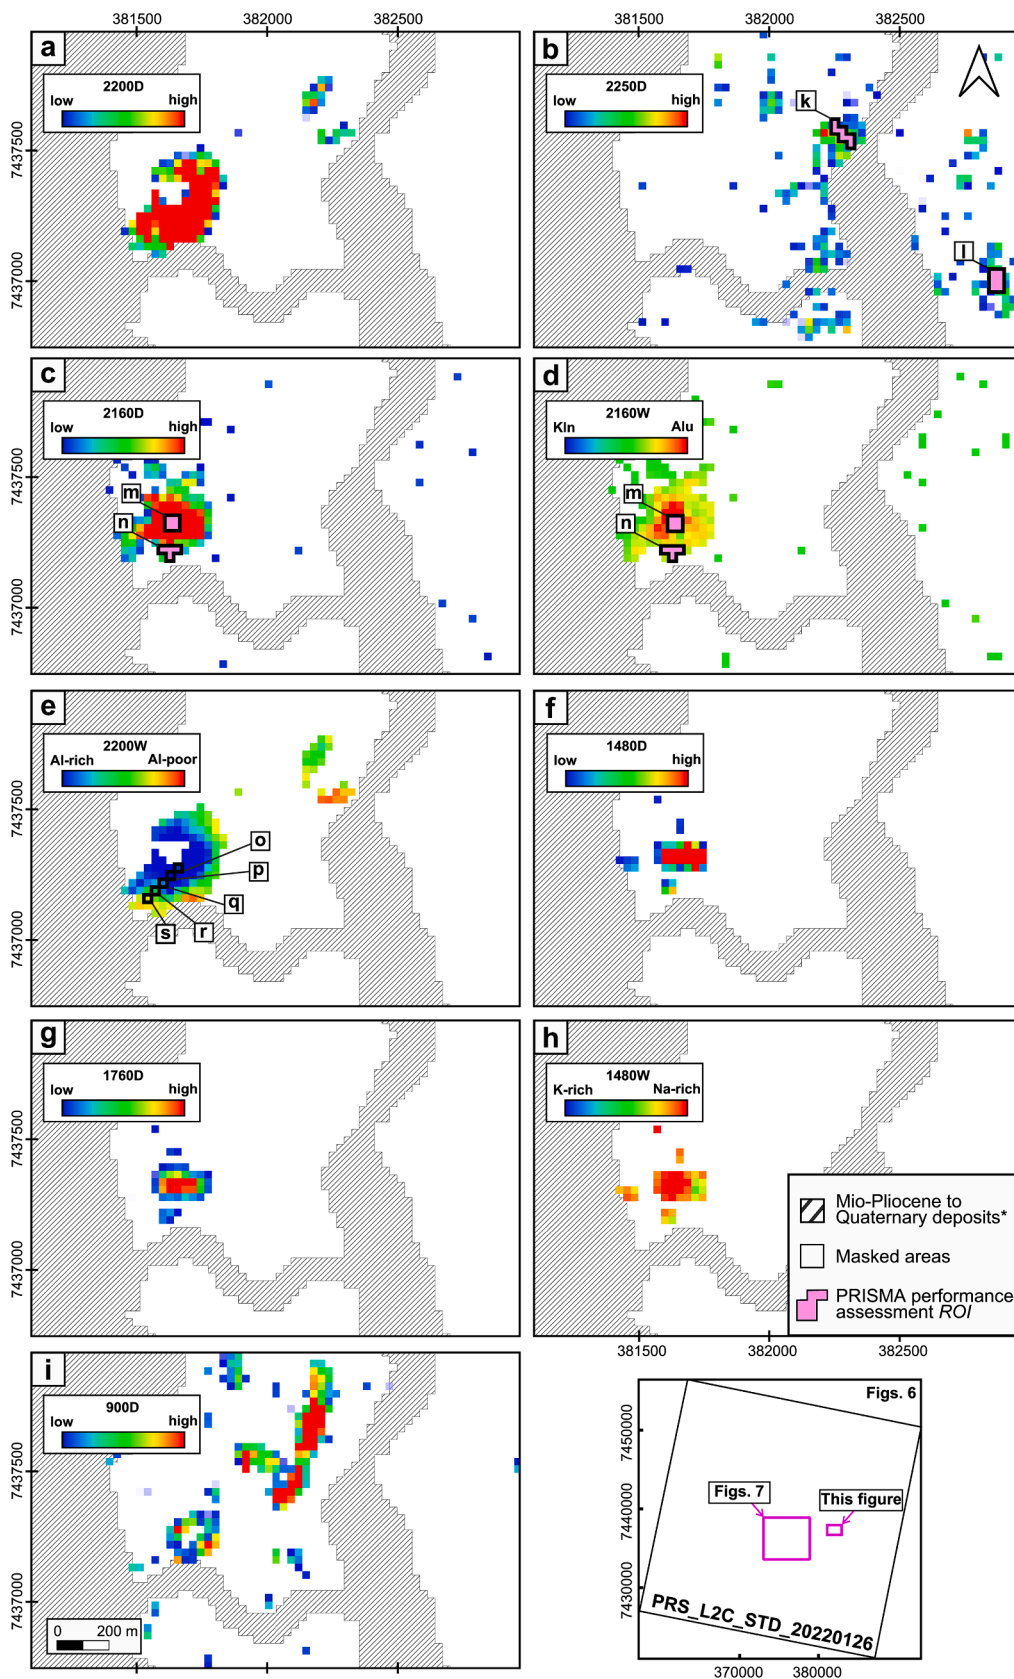 381500 382000 382500
381500 382000 382500
a
2200D
low high
7437500
7437000
b
2250D
low high
k
l
c
2160D
low high
m
n
7437500
7437000
d
2160W
Kln Alu
m
n
e
2200W
Al-rich Al-poor
o
p
q
r
s
7437500
7437000
f
1480D
low high
g
1760D
low high
7437500
7437000
h
1480W
K-rich Na-rich
Mio-Pliocene to
Quaternary deposits*
Masked areas
PRISMA performance
assessment ROI
381500 382000 382500
i
900D
low high
7437500
7437000
0 200 m
Figs. 6
Figs. 7
This figure
7450000
7440000
7430000
PRS_L2C_STD_20220126
370000 380000